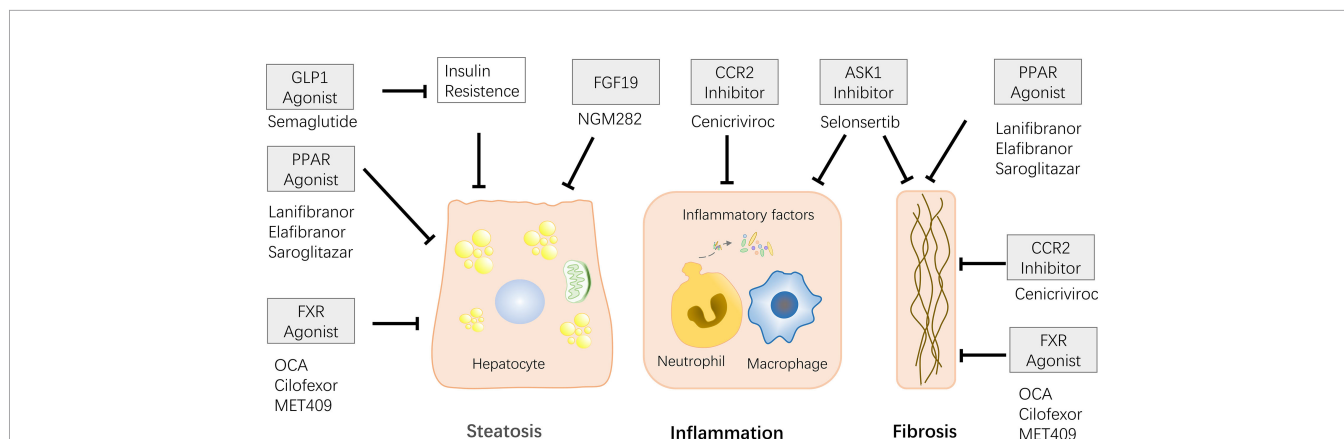 GLP1
Agonist
Semaglutide
Insulin
Resistence
FGF19
NGM282
CCR2
Inhibitor
Cenicriviroc
ASK1
Inhibitor
Selonsertib
PPAR
Agonist
Lanifibranor
Elafibranor
Saroglitazar
PPAR
Agonist
Lanifibranor
Elafibranor
Saroglitazar
FXR
Agonist
OCA
Cilofexor
MET409
Hepatocyte
Inflammatory factors
Neutrophil
Macrophage
CCR2
Inhibitor
Cenicriviroc
FXR
Agonist
OCA
Cilofexor
MET409
Steatosis
Inflammation
Fibrosis